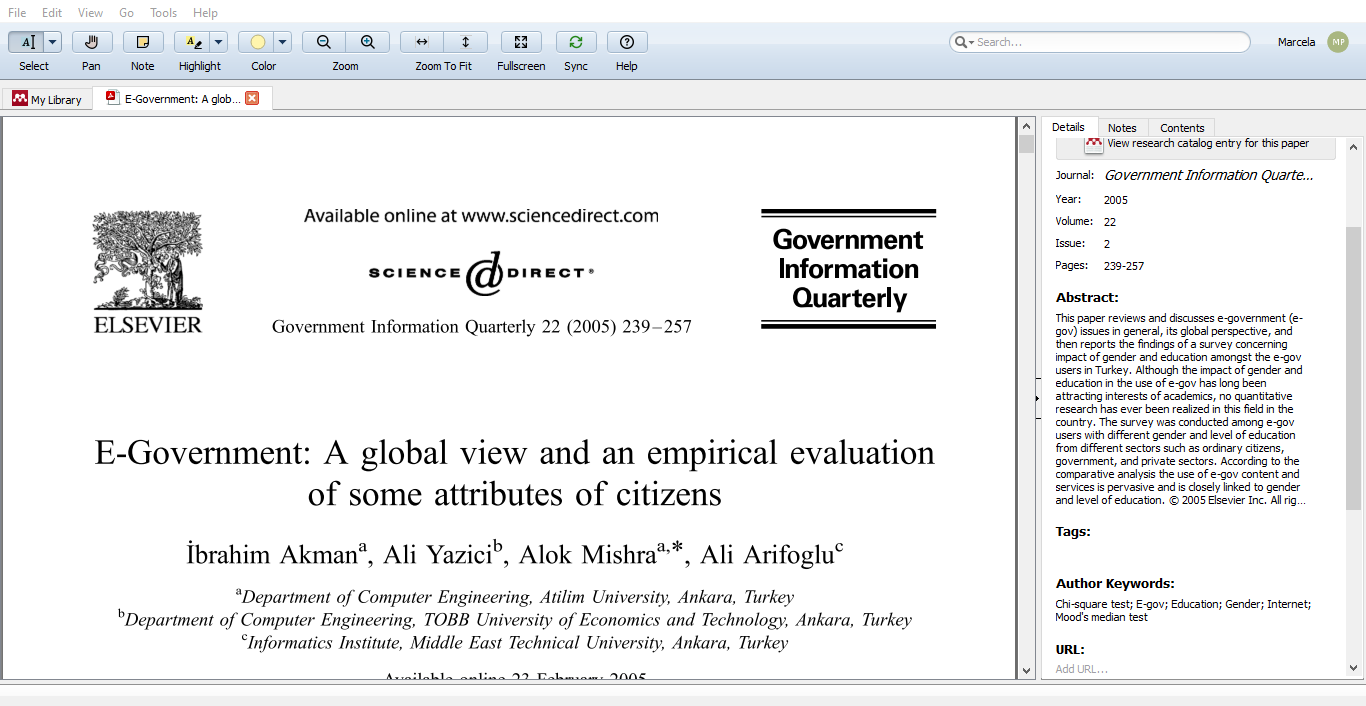 File Edit View Go Tools Help
Select Pan Note Highlight Color Zoom Zoom To Fit Fullscreen Sync Help
Search...
Marcela MP
My Library
E-Government: A glob...
Available online at www.sciencedirect.com
SCIENCE d DIRECT®
ELSEVIER
Government Information Quarterly 22 (2005) 239–257
Government
Information
Quarterly
E-Government: A global view and an empirical evaluation
of some attributes of citizens
İbrahim Akmanᵃ, Ali Yaziciᵇ, Alok Mishraᵃ,*, Ali Arifogluᶜ
ᵃDepartment of Computer Engineering, Atilim University, Ankara, Turkey
ᵇDepartment of Computer Engineering, TOBB University of Economics and Technology, Ankara, Turkey
ᶜInformatics Institute, Middle East Technical University, Ankara, Turkey
Available online 23 February 2005
Details Notes Contents
View research catalog entry for this paper
Journal: Government Information Quarte...
Year: 2005
Volume: 22
Issue: 2
Pages: 239-257
Abstract:
This paper reviews and discusses e-government (e-
gov) issues in general, its global perspective, and
then reports the findings of a survey concerning
impact of gender and education amongst the e-gov
users in Turkey. Although the impact of gender and
education in the use of e-gov has long been
attracting interests of academics, no quantitative
research has ever been realized in this field in the
country. The survey was conducted among e-gov
users with different gender and level of education
from different sectors such as ordinary citizens,
government, and private sectors. According to the
comparative analysis the use of e-gov content and
services is pervasive and is closely linked to gender
and level of education. © 2005 Elsevier Inc. All rig...
Tags:
Author Keywords:
Chi-square test; E-gov; Education; Gender; Internet;
Mood's median test
URL:
Add URL...